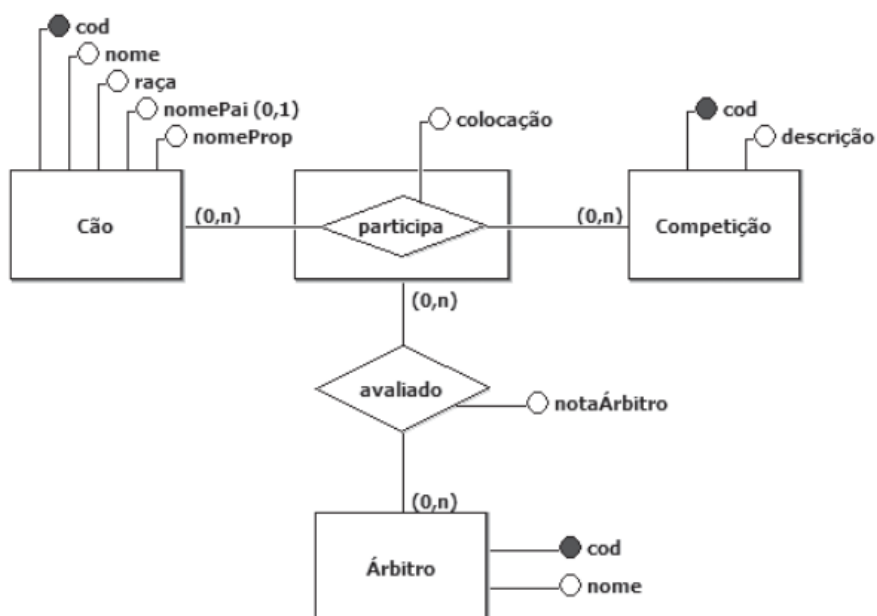 cod
nome
raça
nomePai (0,1)
nomeProp
Cão
(0,n)
participa
colocação
(0,n)
cod
descrição
Competição
(0,n)
avaliado
notaÁrbitro
(0,n)
Árbitro
cod
nome